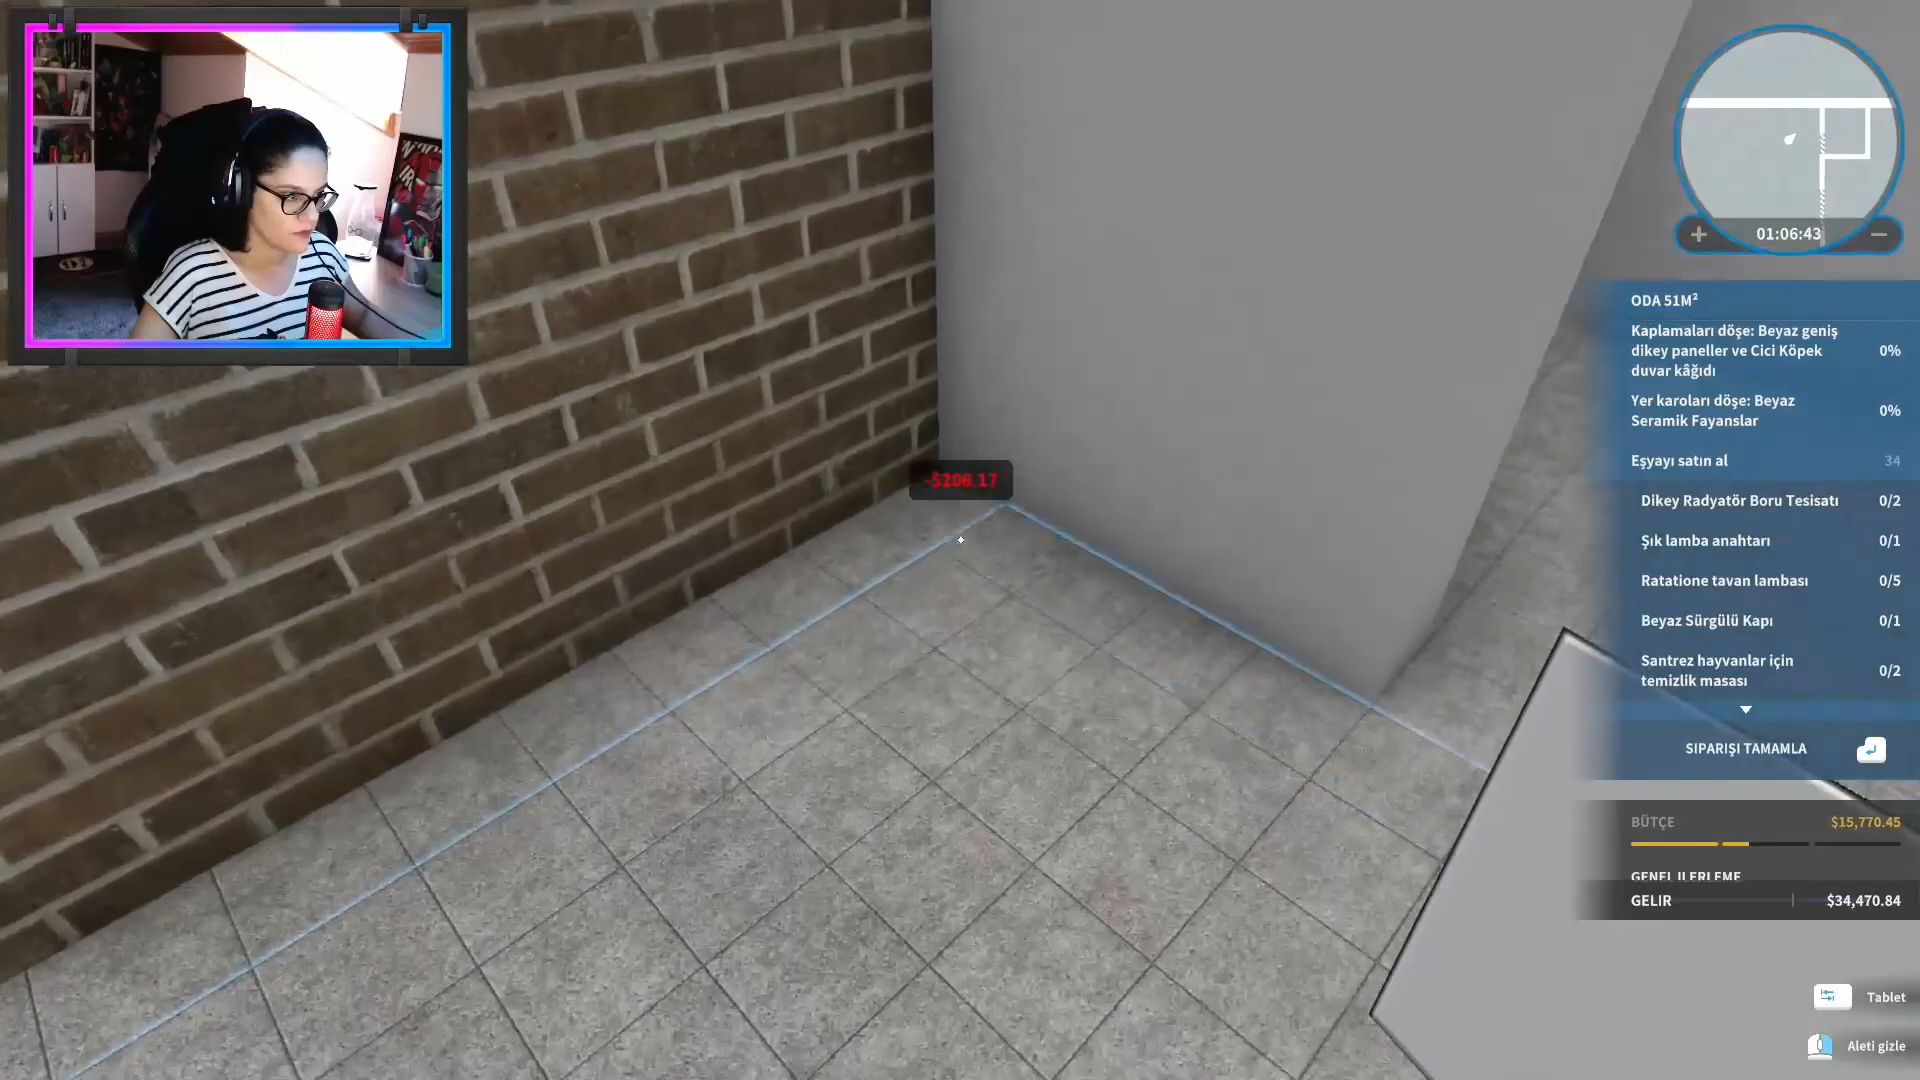 01:06:43
ODA 51M²
Kaplamaları döşe: Beyaz geniş
dikey paneller ve Cici Köpek
duvar kâğıdı
0%
Yer karoları döşe: Beyaz
Seramik Fayanslar
0%
Eşyayı satın al
34
Dikey Radyatör Boru Tesisatı
0/2
Şık lamba anahtarı
0/1
Ratatione tavan lambası
0/5
Beyaz Sürgülü Kapı
0/1
Santrez hayvanlar için
temizlik masası
0/2
SIPARIŞI TAMAMLA
-$206.17
BÜTÇE
$15,770.45
GENEL ILERLEME
GELIR
$34,470.84
Tablet
Aleti gizle